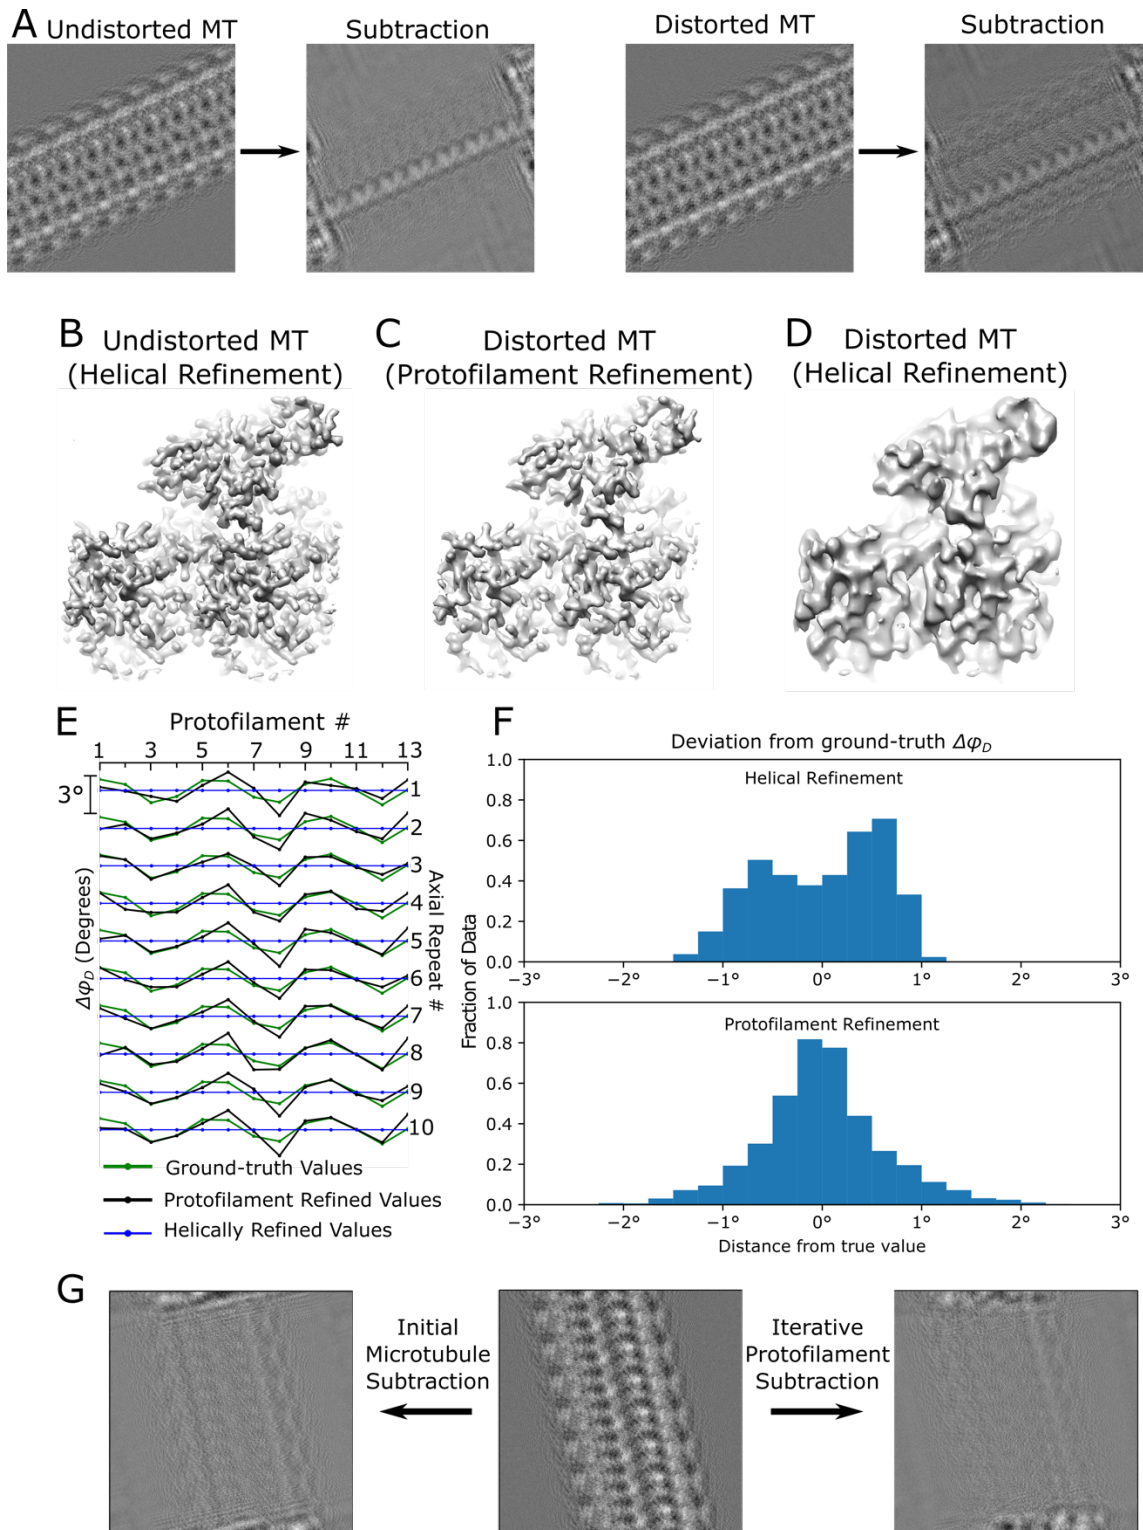 A
Undistorted MT
Subtraction
Distorted MT
Subtraction
B
Undistorted MT
(Helical Refinement)
C
Distorted MT
(Protofilament Refinement)
D
Distorted MT
(Helical Refinement)
E
Protofilament #
1 3 5 7 9 11 13
3°
Δφ_D (Degrees)
1
2
3
4
5
6
7
8
9
10
Axial Repeat #
Ground-truth Values
Protofilament Refined Values
Helically Refined Values
F
Deviation from ground-truth Δφ_D
Helical Refinement
1.0
0.8
0.6
0.4
0.2
0.0
−3° −2° −1° 0° 1° 2° 3°
Fraction of Data
Protofilament Refinement
1.0
0.8
0.6
0.4
0.2
0.0
−3° −2° −1° 0° 1° 2° 3°
Distance from true value
G
Initial
Microtubule
Subtraction
Iterative
Protofilament
Subtraction